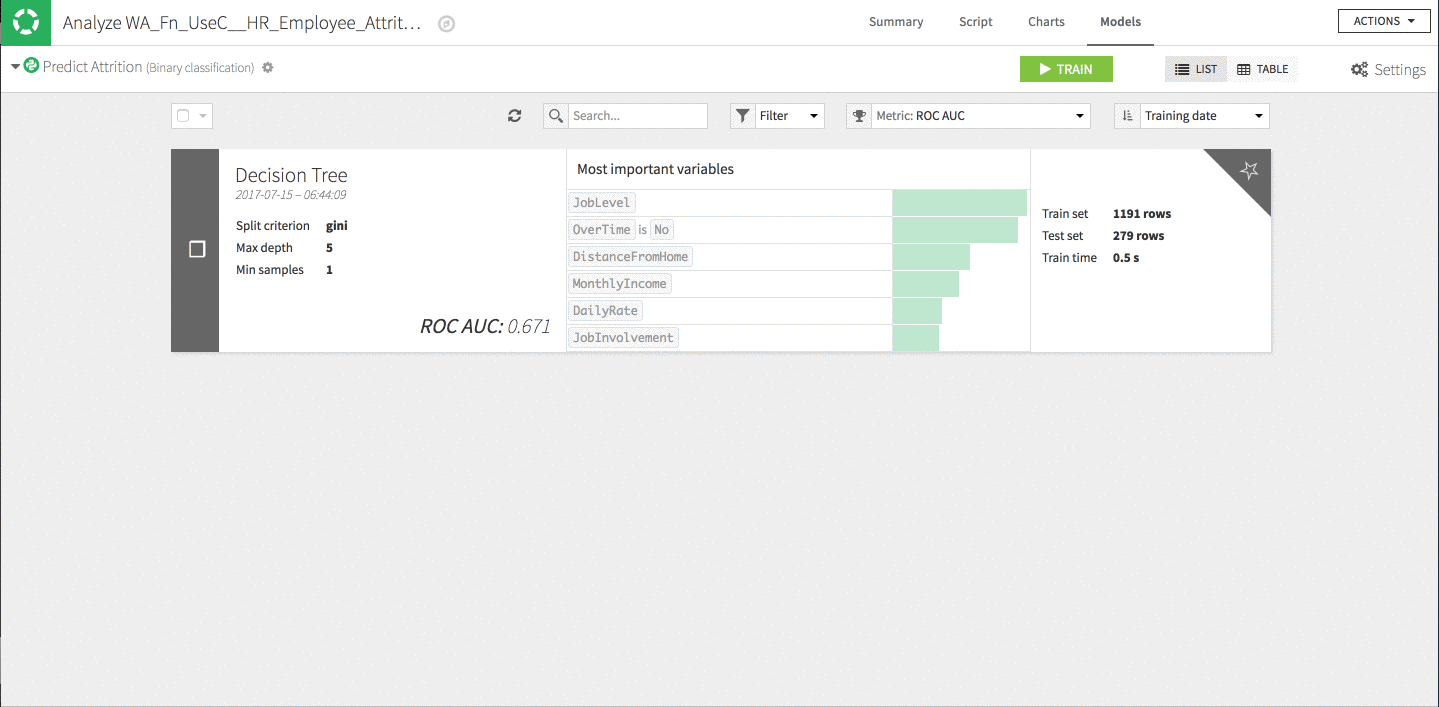 Analyze WA_Fn_UseC__HR_Employee_Attrit... Summary Script Charts Models ACTIONS
Predict Attrition (Binary classification) TRAIN LIST TABLE Settings
Search... Filter Metric: ROC AUC Training date
Decision Tree
2017-07-15 – 06:44:09
Split criterion gini
Max depth 5
Min samples 1
ROC AUC: 0.671
Most important variables
JobLevel
OverTime is No
DistanceFromHome
MonthlyIncome
DailyRate
JobInvolvement
Train set 1191 rows
Test set 279 rows
Train time 0.5 s